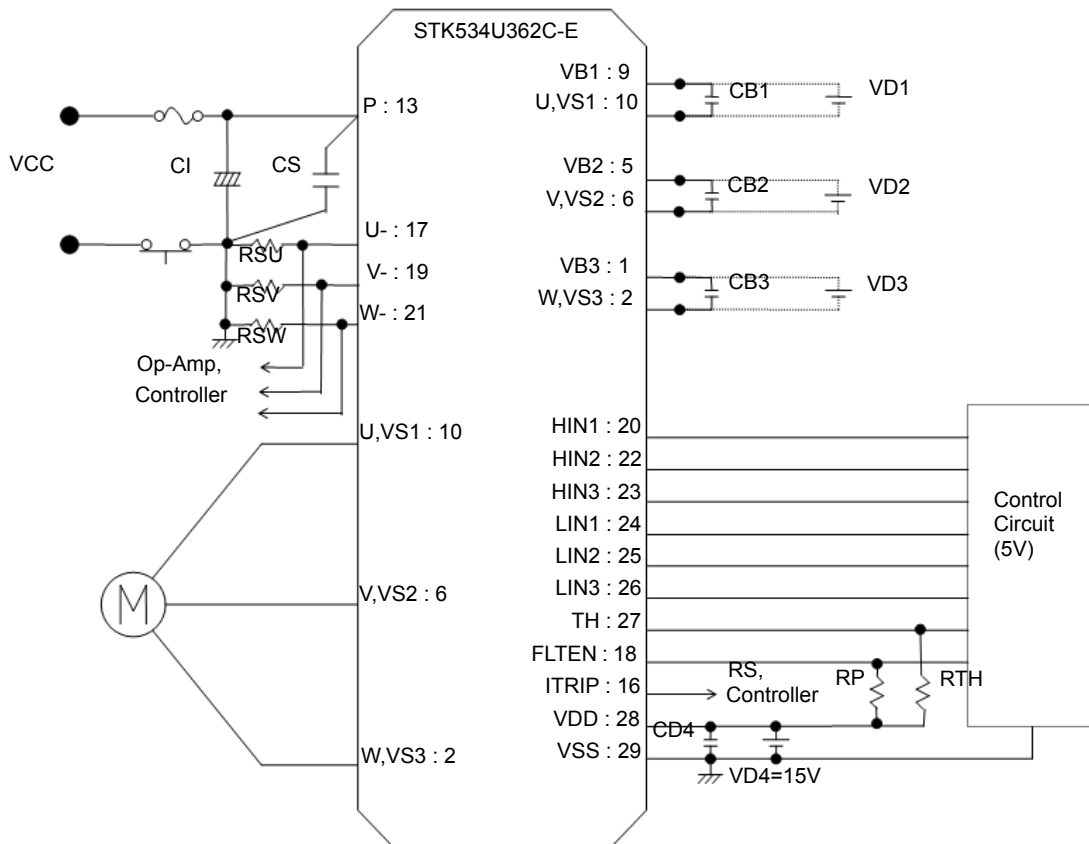 STK534U362C-E
VB1 : 9
CB1
VD1
P : 13
U,VS1 : 10
VCC
CI
CS
VB2 : 5
CB2
VD2
V,VS2 : 6
U- : 17
RSU
V- : 19
VB3 : 1
CB3
VD3
RSV
W,VS3 : 2
W- : 21
RSW
Op-Amp,
Controller
U,VS1 : 10
HIN1 : 20
HIN2 : 22
HIN3 : 23
Control
Circuit
(5V)
LIN1 : 24
LIN2 : 25
LIN3 : 26
M
V,VS2 : 6
TH : 27
FLTEN : 18
RS,
Controller
RP
RTH
ITRIP : 16
VDD : 28
CD4
W,VS3 : 2
VSS : 29
VD4=15V